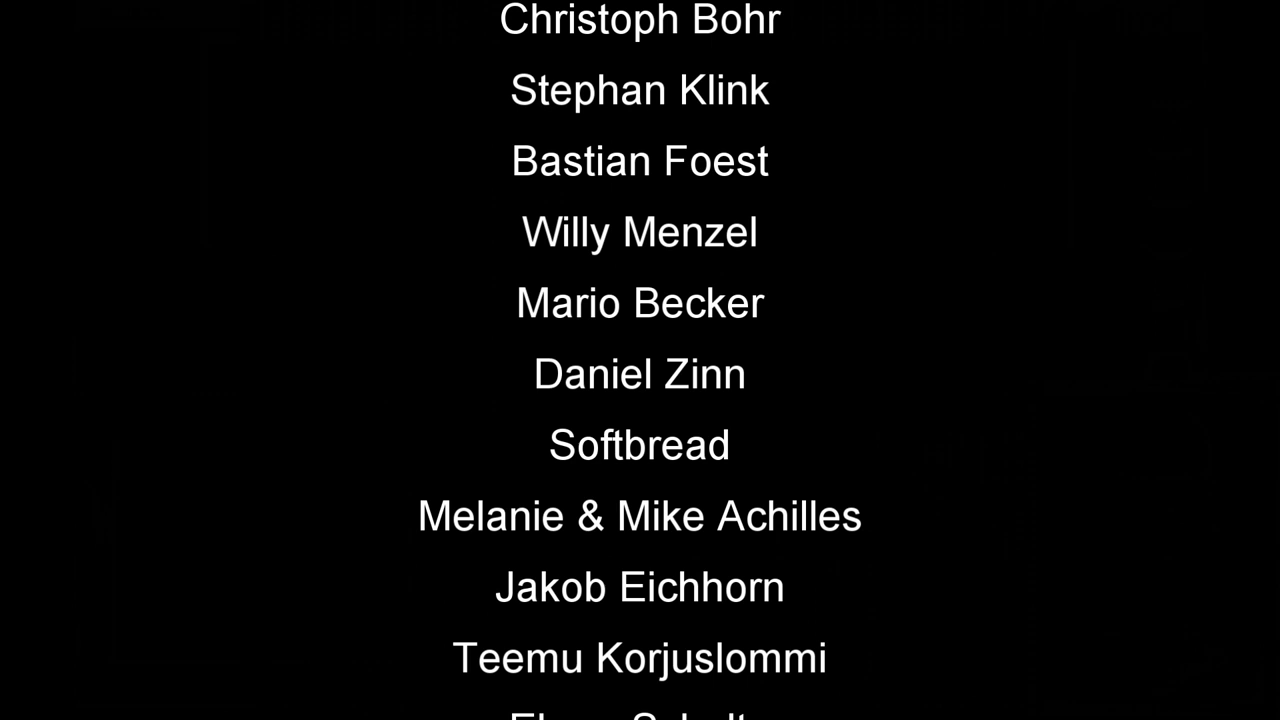 Christoph Bohr
Stephan Klink
Bastian Foest
Willy Menzel
Mario Becker
Daniel Zinn
Softbread
Melanie & Mike Achilles
Jakob Eichhorn
Teemu Korjuslommi